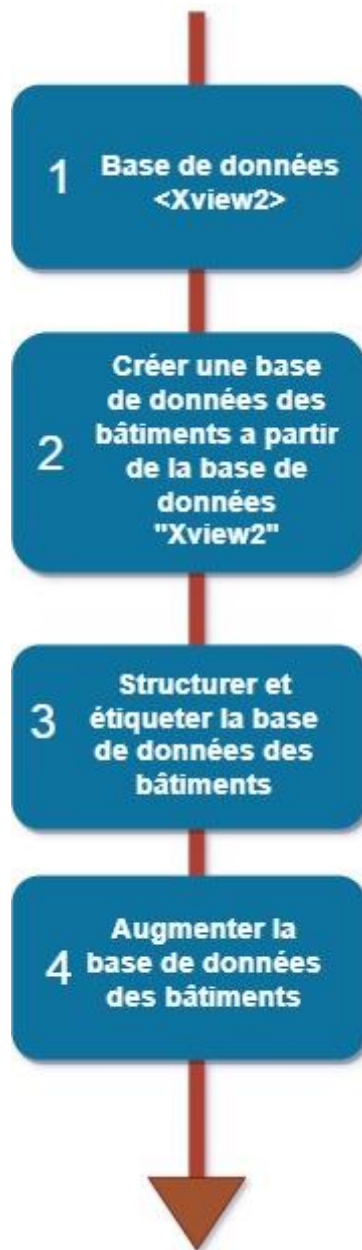 1
Base de données
<Xview2>
2
Créer une base
de données des
bâtiments a partir
de la base de
données
"Xview2"
3
Structurer et
étiqueter la base
de données des
bâtiments
4
Augmenter la
base de données
des bâtiments